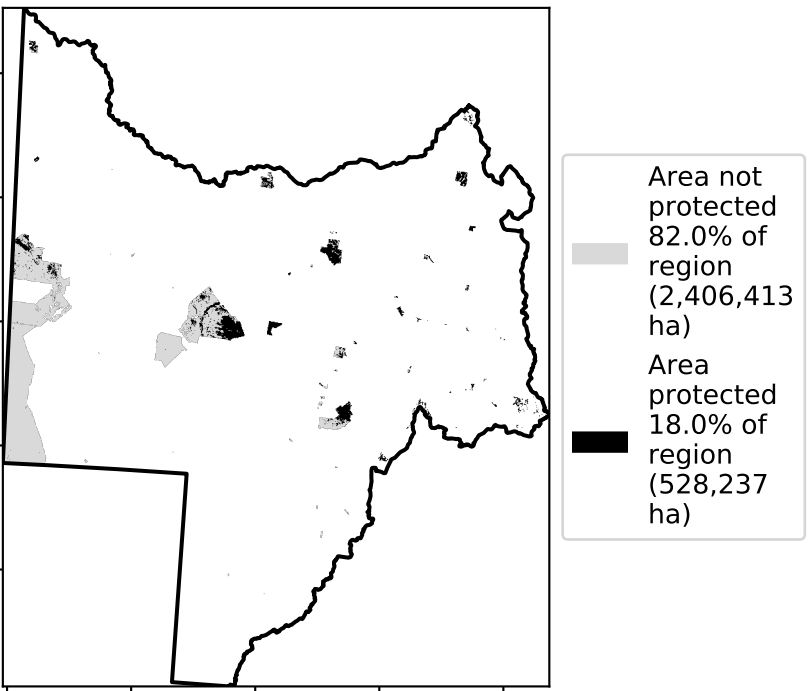 Area not
protected
82.0% of
region
(2,406,413
ha)
Area
protected
18.0% of
region
(528,237
ha)